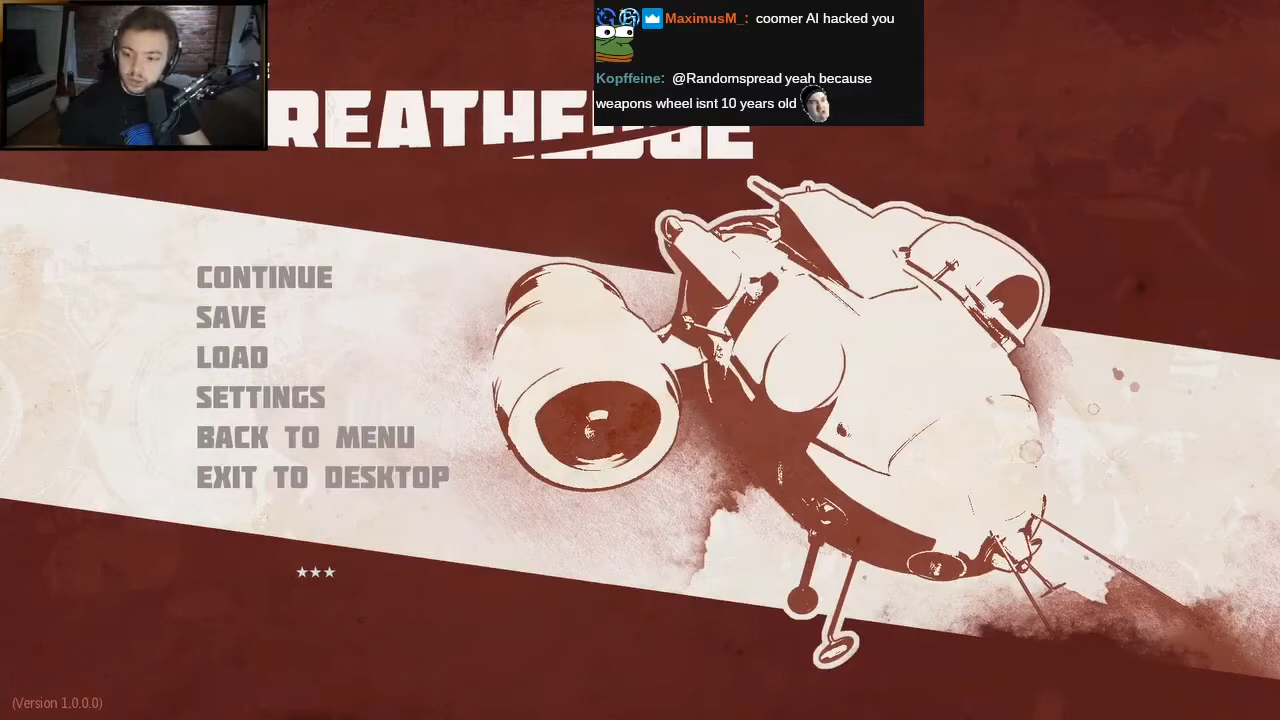 MaximusM_: coomer AI hacked you
Kopffeine: @Randomspread yeah because
weapons wheel isnt 10 years old
REATHEDGE
CONTINUE
SAVE
LOAD
SETTINGS
BACK TO MENU
EXIT TO DESKTOP
(Version 1.0.0.0)